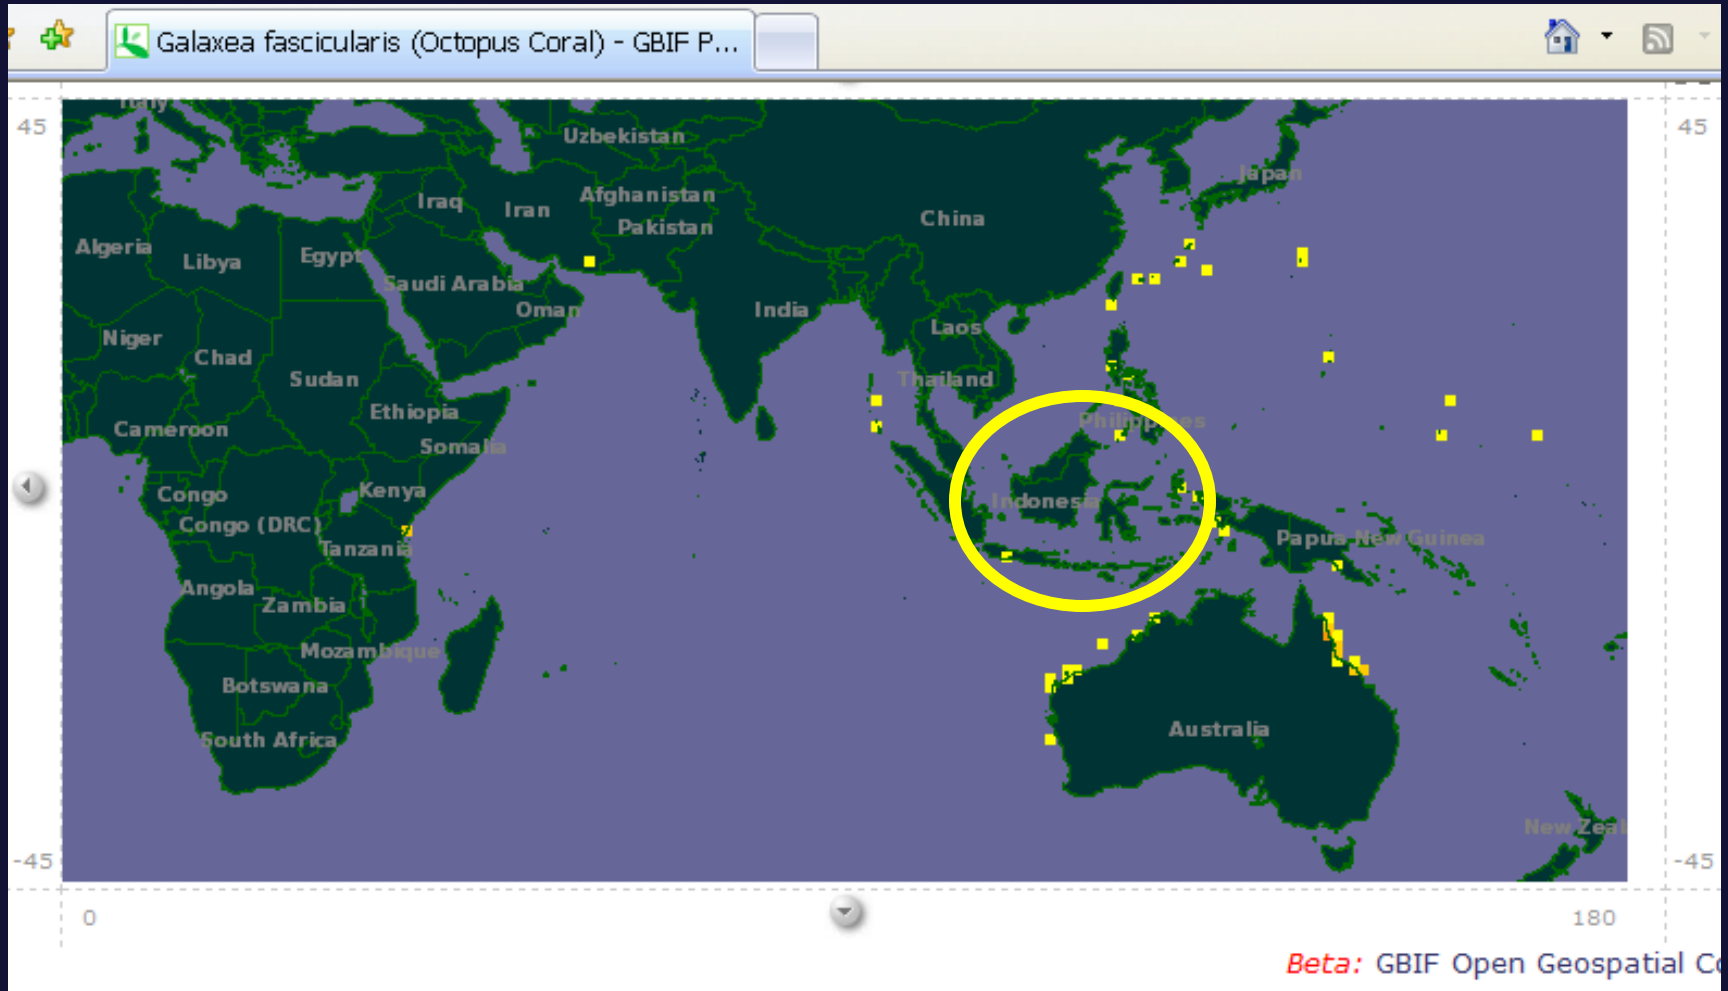 Galaxea fascicularis (Octopus Coral) - GBIF P...
Italy
45
45
Uzbekistan
Japan
Iraq
Iran
Afghanistan
Pakistan
China
Algeria
Libya
Egypt
Saudi Arabia
Oman
India
Niger
Chad
Laos
Sudan
Thailand
Ethiopia
Cameroon
Philippines
Somalia
Congo
Kenya
Indonesia
Congo (DRC)
Tanzania
Papua New Guinea
Angola
Zambia
Mozambique
Botswana
South Africa
Australia
New Zeal
-45
-45
0
180
Beta: GBIF Open Geospatial Co